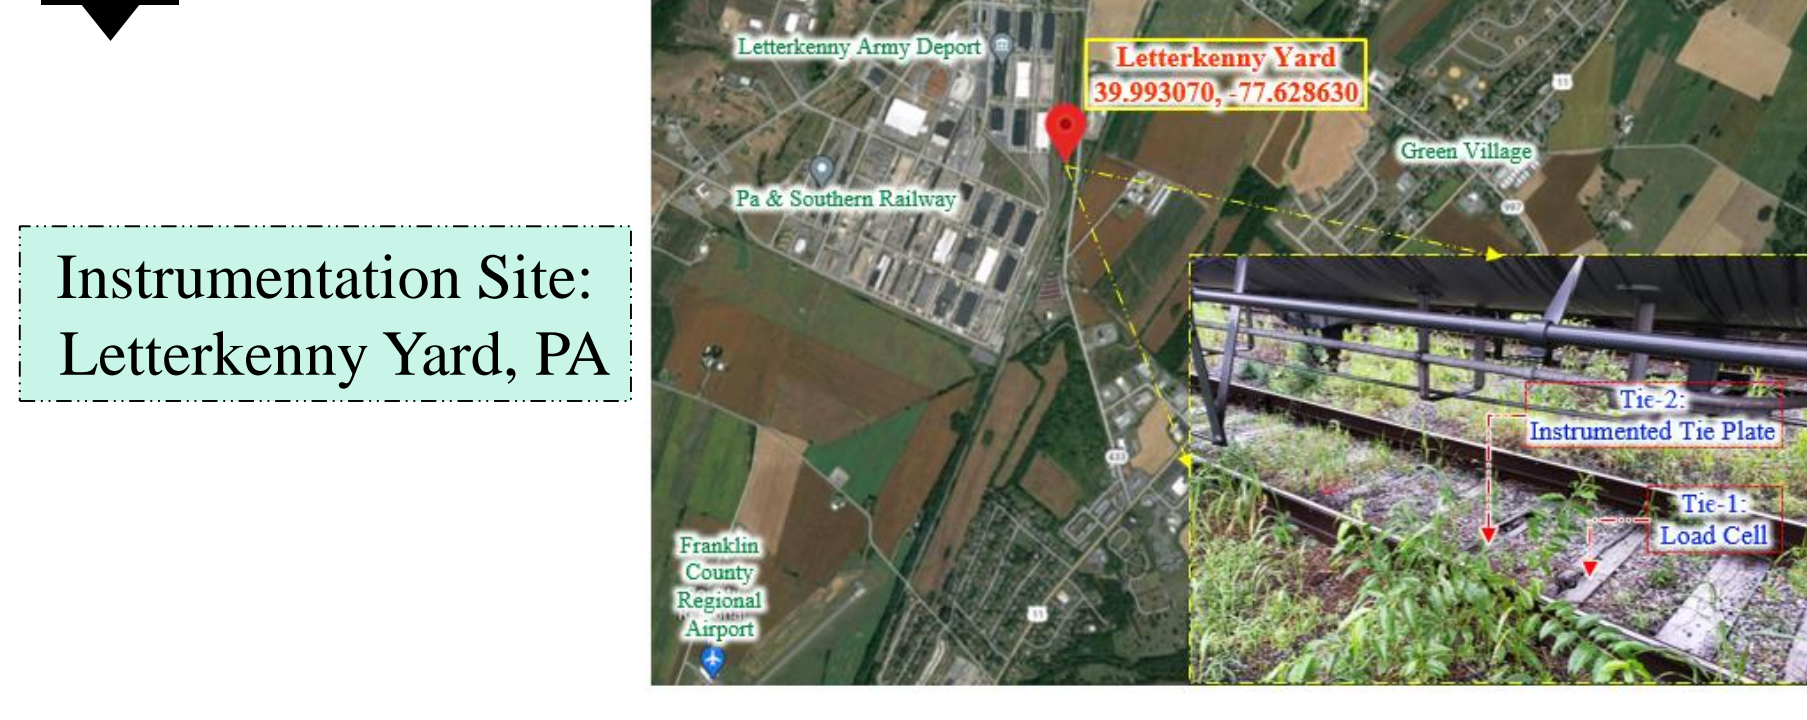 Instrumentation Site:
Letterkenny Yard, PA
Letterkenny Army Deport
Letterkenny Yard
39.993070, -77.628630
11
Green Village
Pa & Southern Railway
997
Tie-2:
Instrumented Tie Plate
433
Tie-1:
Load Cell
Franklin
County
Regional
Airport
11